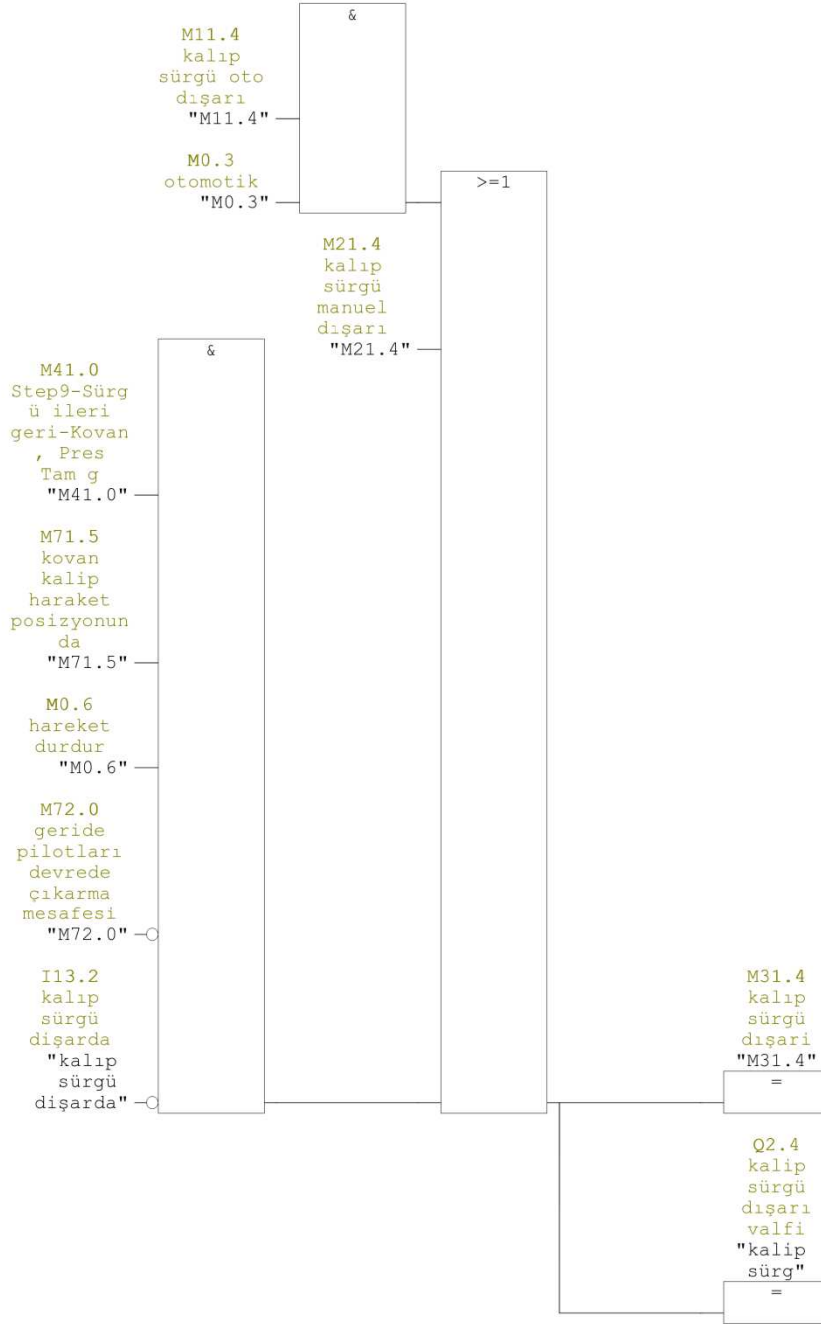 &
M11.4
kalıp
sürgü oto
dışarı
"M11.4"
M0.3
otomotik
"M0.3"
>=1
M21.4
kalıp
sürgü
manuel
dışarı
"M21.4"
&
M41.0
Step9-Sürg
ü ileri
geri-Kovan
, Pres
Tam g
"M41.0"
M71.5
kovan
kalip
haraket
posizyonun
da
"M71.5"
M0.6
hareket
durdur
"M0.6"
M72.0
geride
pilotları
devrede
çıkarma
mesafesi
"M72.0"
I13.2
kalıp
sürgü
dişarda
"kalıp
sürgü
dişarda"
M31.4
kalıp
sürgü
dışari
"M31.4"
=
Q2.4
kalip
sürgü
dışarı
valfi
"kalip
sürg"
=